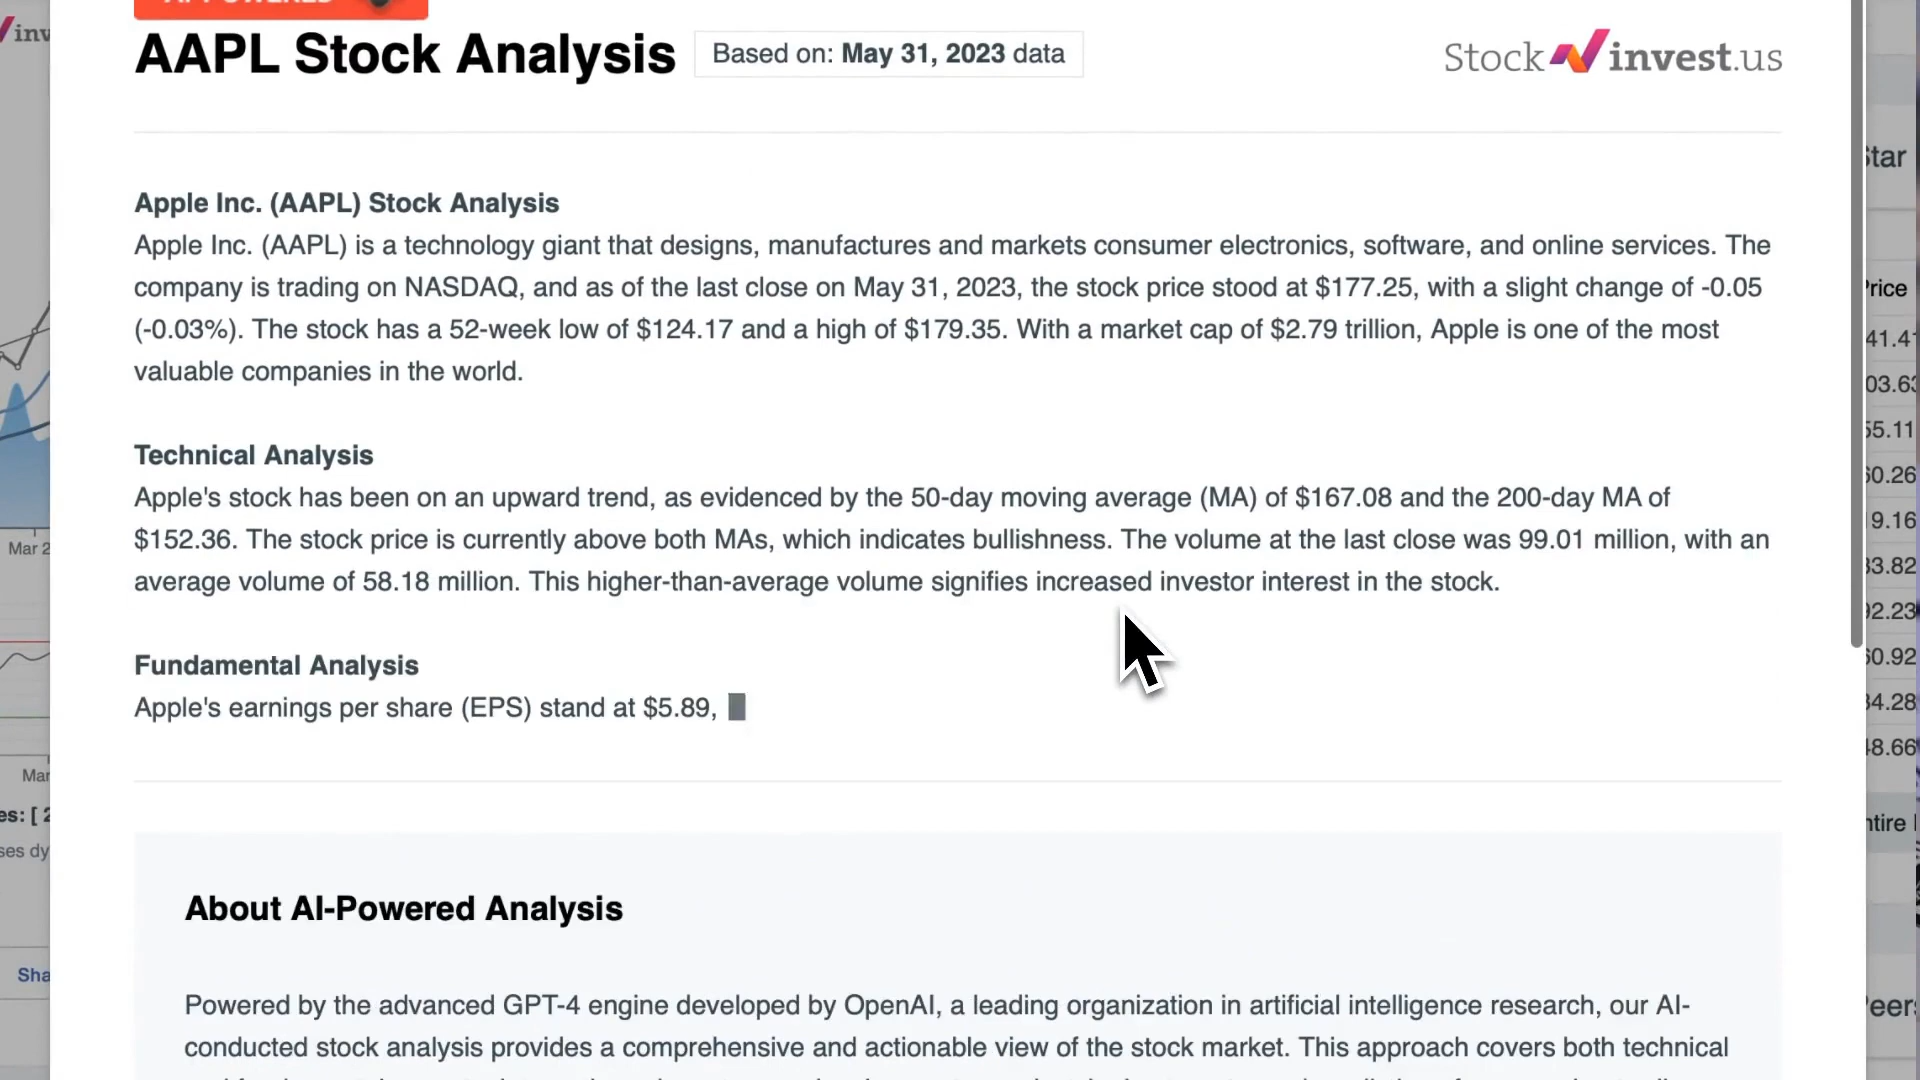 AAPL Stock Analysis
Based on: May 31, 2023 data
Stockinvest.us
Apple Inc. (AAPL) Stock Analysis
Apple Inc. (AAPL) is a technology giant that designs, manufactures and markets consumer electronics, software, and online services. The
company is trading on NASDAQ, and as of the last close on May 31, 2023, the stock price stood at $177.25, with a slight change of -0.05
(-0.03%). The stock has a 52-week low of $124.17 and a high of $179.35. With a market cap of $2.79 trillion, Apple is one of the most
valuable companies in the world.
Technical Analysis
Apple's stock has been on an upward trend, as evidenced by the 50-day moving average (MA) of $167.08 and the 200-day MA of
$152.36. The stock price is currently above both MAs, which indicates bullishness. The volume at the last close was 99.01 million, with an
average volume of 58.18 million. This higher-than-average volume signifies increased investor interest in the stock.
Fundamental Analysis
Apple's earnings per share (EPS) stand at $5.89,
About AI-Powered Analysis
Powered by the advanced GPT-4 engine developed by OpenAI, a leading organization in artificial intelligence research, our AI-
conducted stock analysis provides a comprehensive and actionable view of the stock market. This approach covers both technical